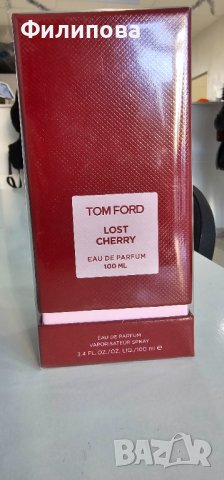 Филипова
TOM FORD
LOST
CHERRY
EAU DE PARFUM
100 ML
EAU DE PARFUM
VAPORISATEUR SPRAY
3.4 FL.OZ./OZ. LIQ./100 ml e
BAZAR